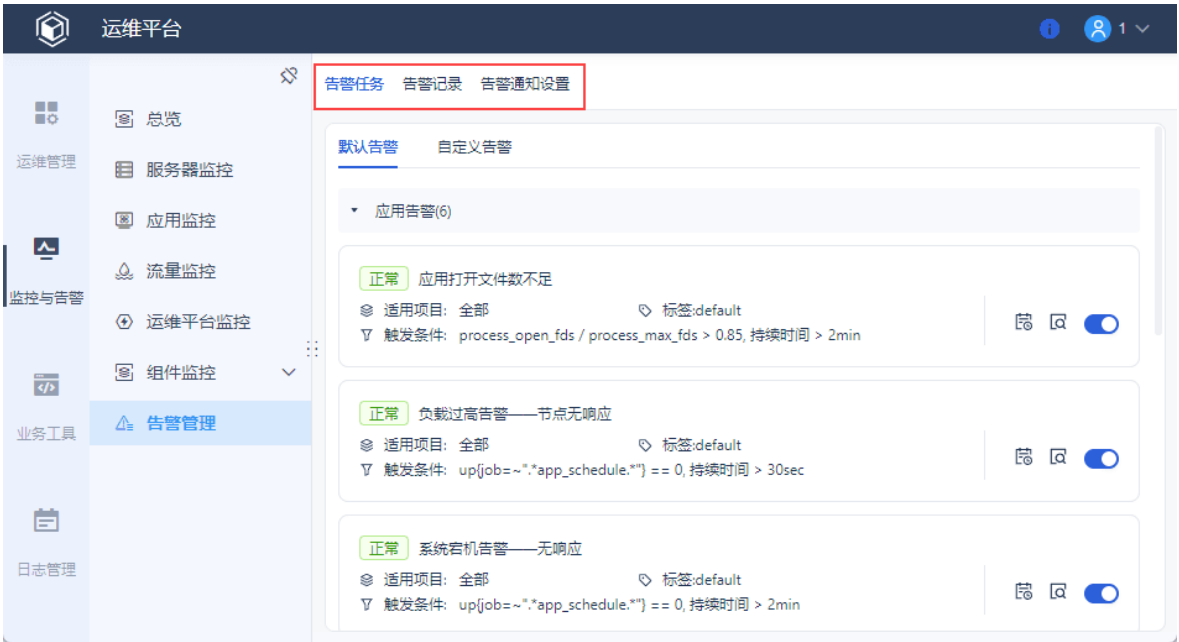 运维平台
1
运维管理
监控与告警
业务工具
日志管理
总览
服务器监控
应用监控
流量监控
运维平台监控
组件监控
告警管理
告警任务 告警记录 告警通知设置
默认告警 自定义告警
应用告警(6)
正常 应用打开文件数不足
适用项目: 全部 标签:default
触发条件: process_open_fds / process_max_fds > 0.85, 持续时间 > 2min
正常 负载过高告警——节点无响应
适用项目: 全部 标签:default
触发条件: up{job=~".*app_schedule.*"} == 0, 持续时间 > 30sec
正常 系统宕机告警——无响应
适用项目: 全部 标签:default
触发条件: up{job=~".*app_schedule.*"} == 0, 持续时间 > 2min